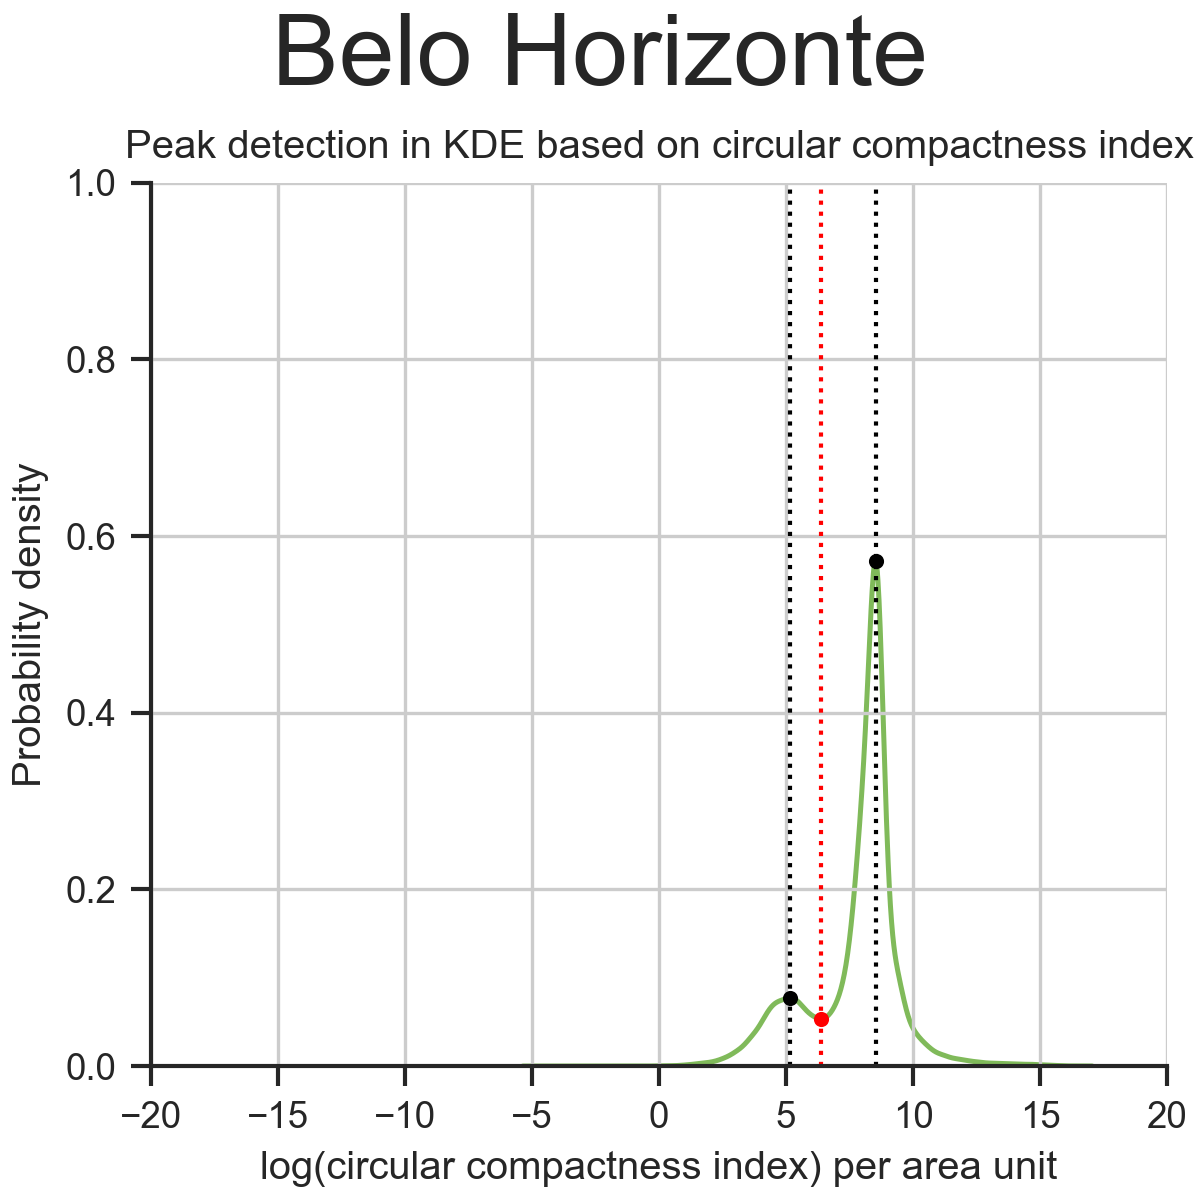 Belo Horizonte
Peak detection in KDE based on circular compactness index
1.0
0.8
0.6
0.4
0.2
0.0
Probability density
−20 −15 −10 −5 0 5 10 15 20
log(circular compactness index) per area unit